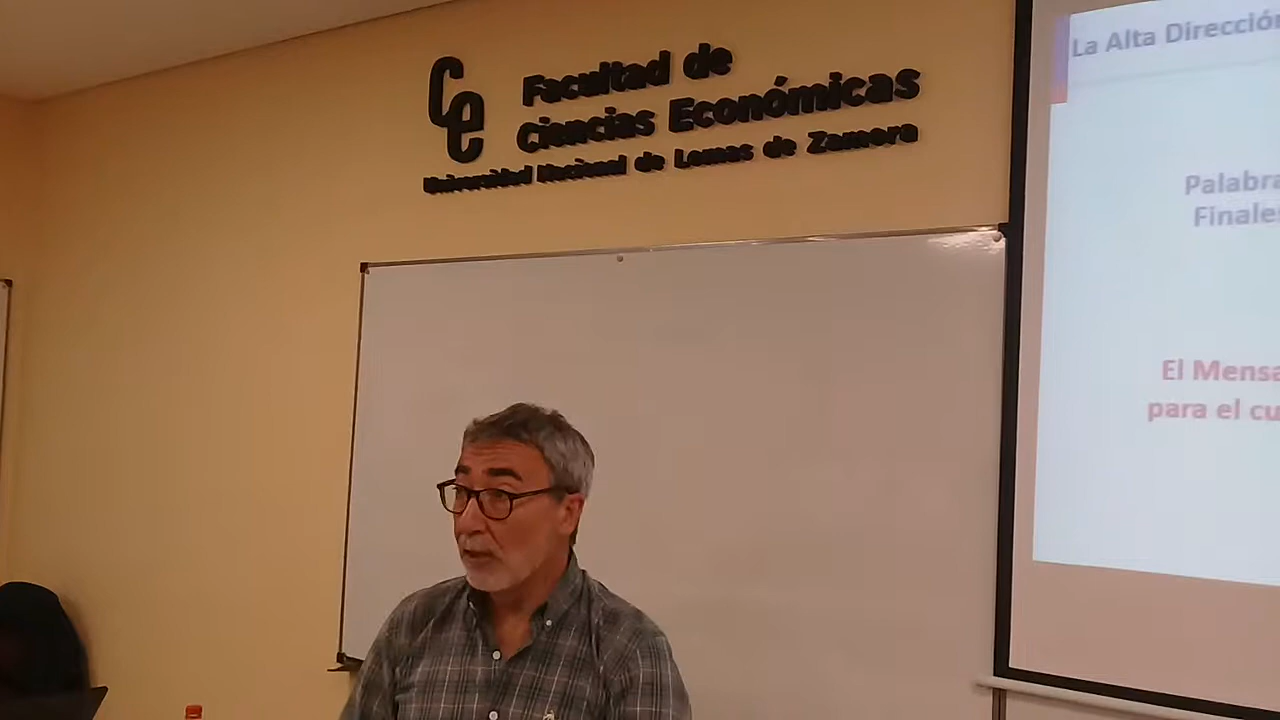 Ce
Facultad de
Ciencias Económicas
Universidad Nacional de Lomas de Zamora
La Alta Dirección
Palabra
Finale
El Mensa
para el cu